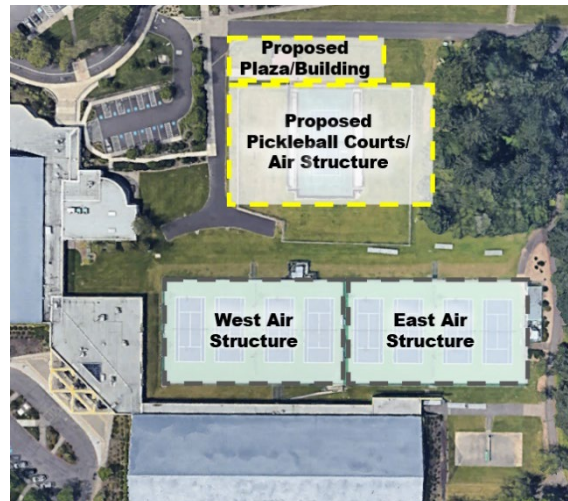 Proposed
Plaza/Building
Proposed
Pickleball Courts/
Air Structure
West Air
Structure
East Air
Structure